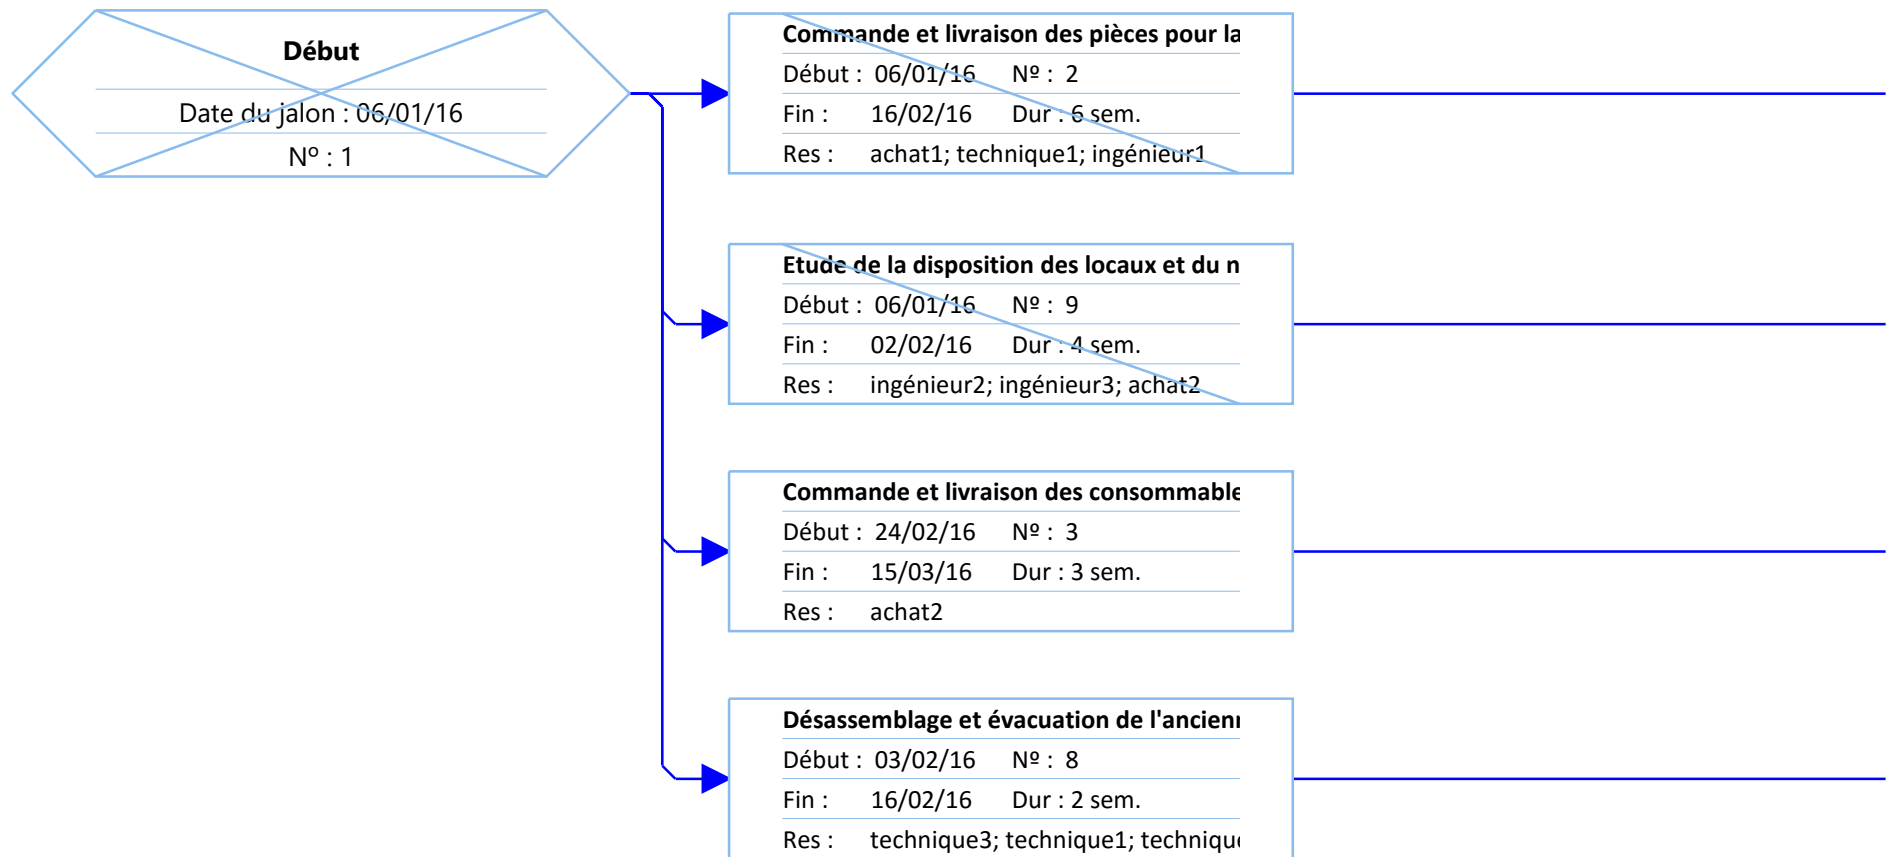 Début
Date du jalon : 06/01/16
Nº : 1
Commande et livraison des pièces pour la
Début : 06/01/16 Nº : 2
Fin : 16/02/16 Dur : 6 sem.
Res : achat1; technique1; ingénieur1
Etude de la disposition des locaux et du n
Début : 06/01/16 Nº : 9
Fin : 02/02/16 Dur : 4 sem.
Res : ingénieur2; ingénieur3; achat2
Commande et livraison des consommable
Début : 24/02/16 Nº : 3
Fin : 15/03/16 Dur : 3 sem.
Res : achat2
Désassemblage et évacuation de l'ancien
Début : 03/02/16 Nº : 8
Fin : 16/02/16 Dur : 2 sem.
Res : technique3; technique1; technique